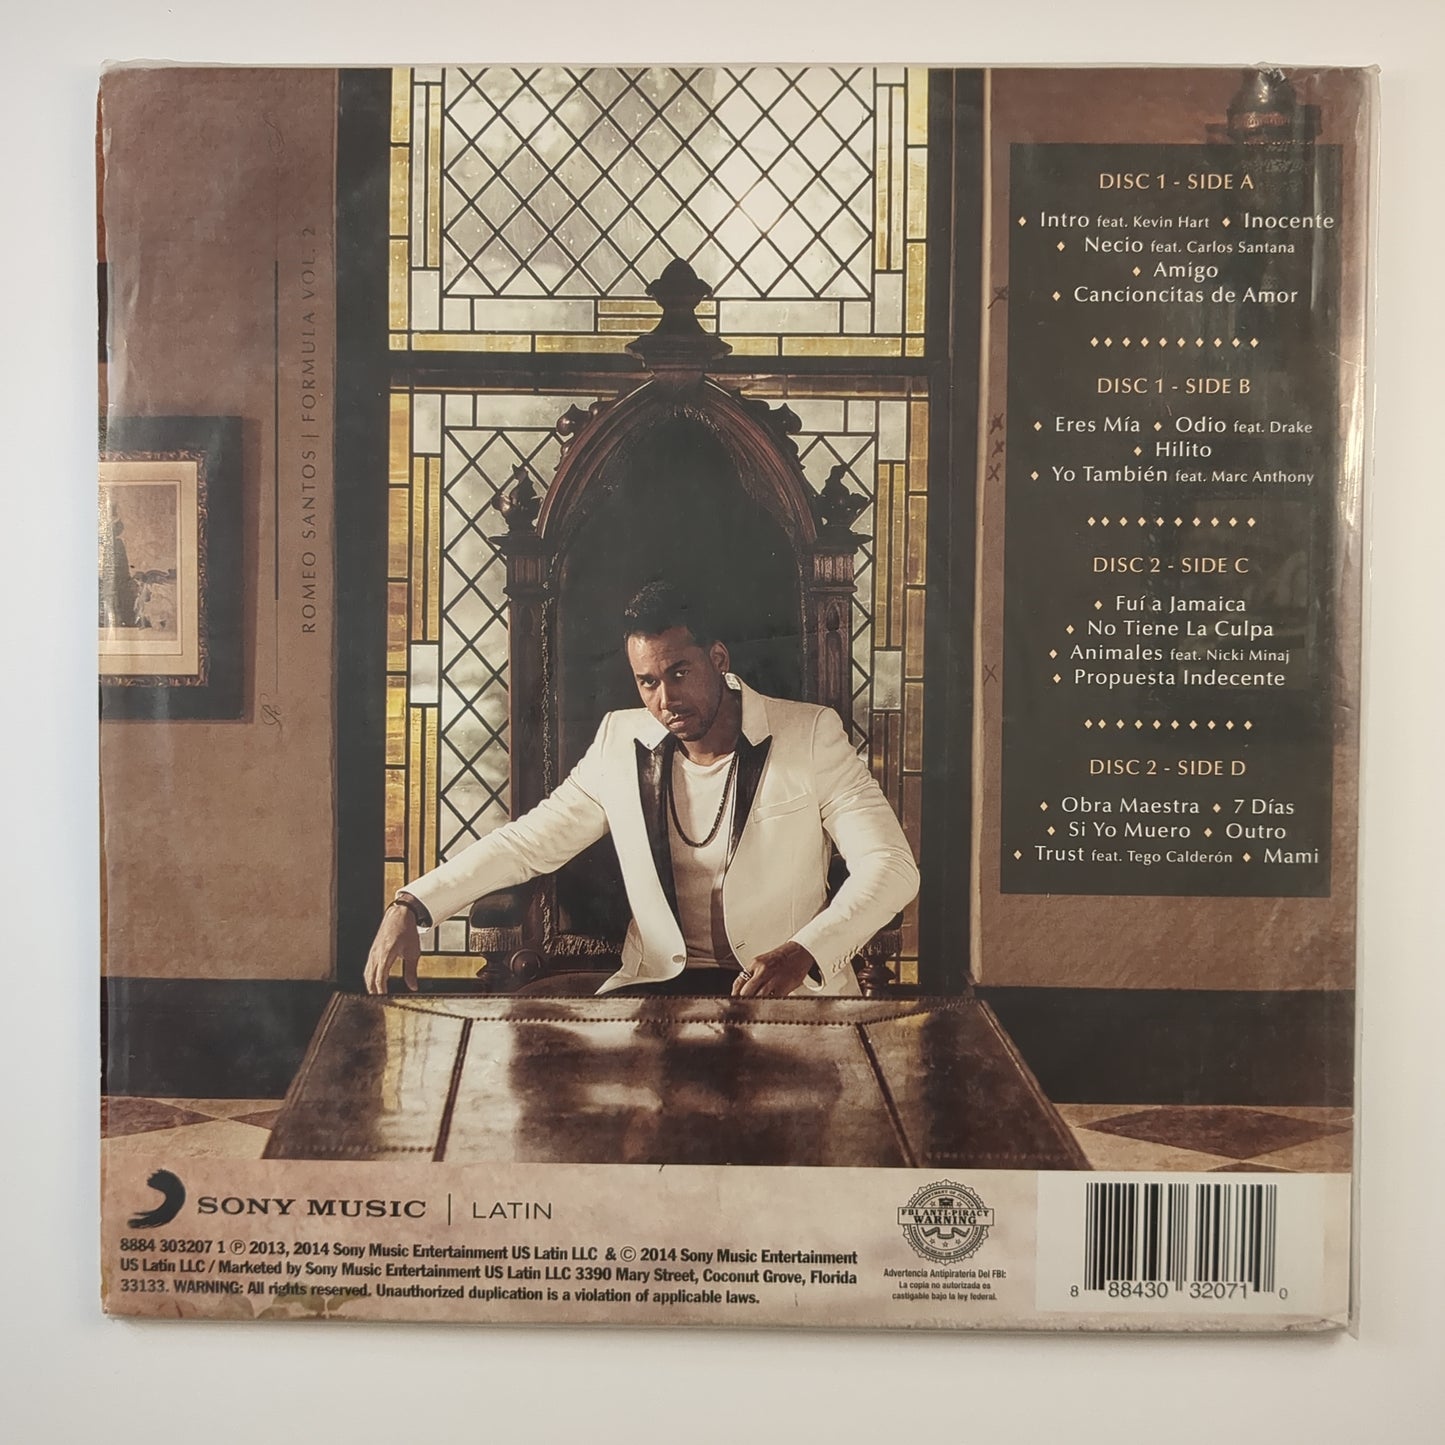 ROMEO SANTOS | FORMULA VOL. 2
DISC 1 - SIDE A
♦ Intro feat. Kevin Hart ♦ Inocente
♦ Necio feat. Carlos Santana
♦ Amigo
♦ Cancioncitas de Amor
DISC 1 - SIDE B
♦ Eres Mía ♦ Odio feat. Drake
♦ Hilito
♦ Yo También feat. Marc Anthony
DISC 2 - SIDE C
♦ Fuí a Jamaica
♦ No Tiene La Culpa
♦ Animales feat. Nicki Minaj
♦ Propuesta Indecente
DISC 2 - SIDE D
♦ Obra Maestra ♦ 7 Días
♦ Si Yo Muero ♦ Outro
♦ Trust feat. Tego Calderón ♦ Mami
SONY MUSIC | LATIN
8884 303207 1 ℗ 2013, 2014 Sony Music Entertainment US Latin LLC & © 2014 Sony Music Entertainment
US Latin LLC / Marketed by Sony Music Entertainment US Latin LLC 3390 Mary Street, Coconut Grove, Florida
33133. WARNING: All rights reserved. Unauthorized duplication is a violation of applicable laws.
FBI ANTI-PIRACY
WARNING
Advertencia Antipirateria Del FBI:
La copia no autorizada es
castigable bajo la ley federal.
8 88430 32071 0